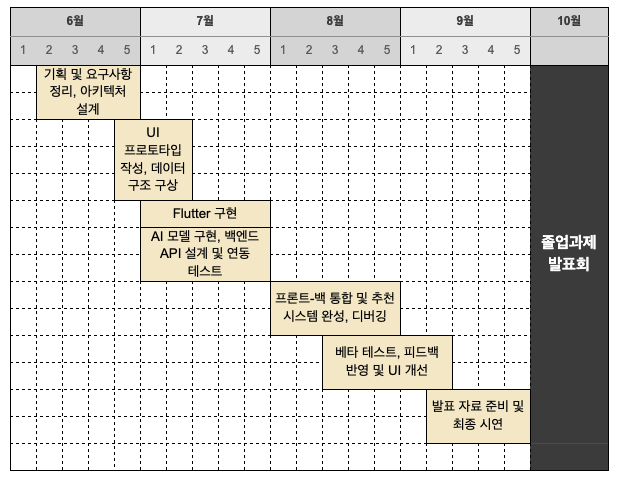 6월 7월 8월 9월 10월
1 2 3 4 5 1 2 3 4 5 1 2 3 4 5 1 2 3 4 5
기획 및 요구사항
정리, 아키텍처
설계
UI
프로토타입
작성, 데이터
구조 구상
Flutter 구현
AI 모델 구현, 백엔드
API 설계 및 연동
테스트
졸업과제
발표회
프론트-백 통합 및 추천
시스템 완성, 디버깅
베타 테스트, 피드백
반영 및 UI 개선
발표 자료 준비 및
최종 시연